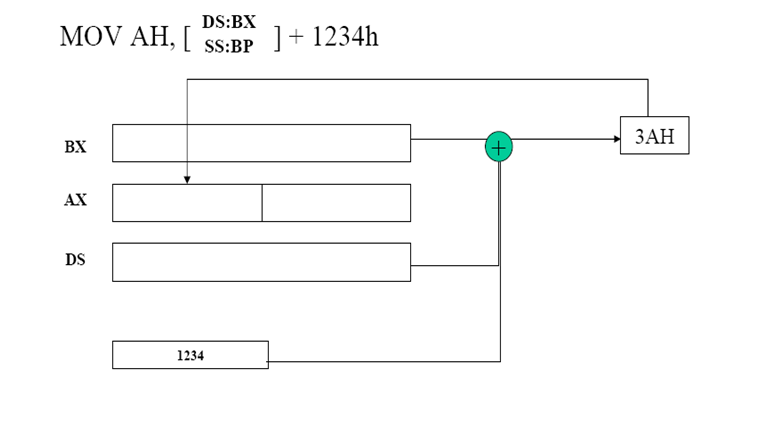 MOV AH, [ DS:BX
SS:BP ] + 1234h
BX
+
3AH
AX
DS
1234